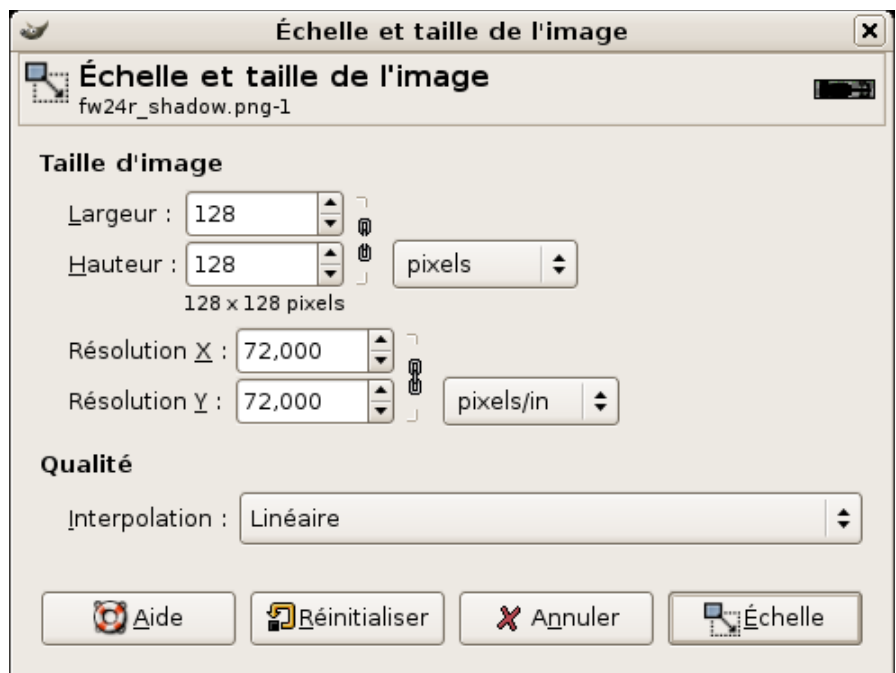 Échelle et taille de l'image
Échelle et taille de l'image
fw24r_shadow.png-1
Taille d'image
Largeur : 128
Hauteur : 128 pixels
128 x 128 pixels
Résolution X : 72,000
Résolution Y : 72,000 pixels/in
Qualité
Interpolation : Linéaire
Aide Réinitialiser Annuler Échelle